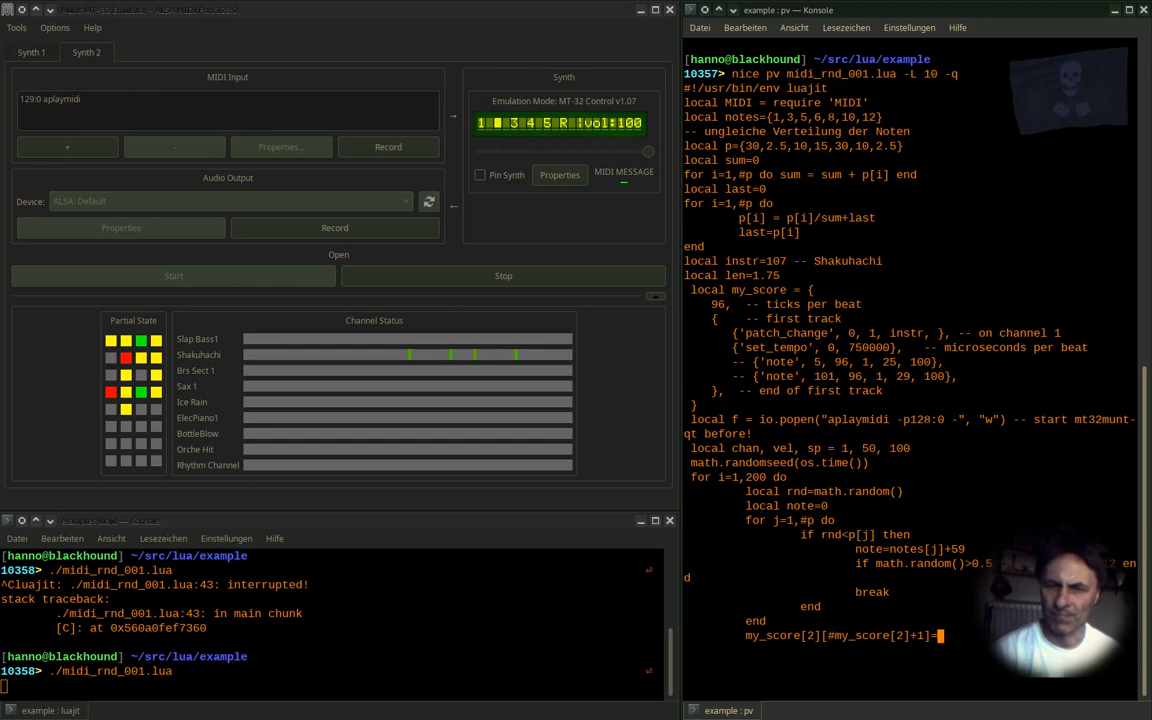 Munt: MT-32 Emulator - ALSA MIDI Port 128:0
Tools Options Help
Synth 1 Synth 2
MIDI Input
129:0 aplaymidi
+ - Properties... Record
Audio Output
Device: ALSA: Default
Properties Record
Synth
Emulation Mode: MT-32 Control v1.07
1 3 4 5 R |vol:100
Pin Synth Properties MIDI MESSAGE
Open
Start Stop
Partial State Channel Status
Slap Bass1
Shakuhachi
Brs Sect 1
Sax 1
Ice Rain
ElecPiano1
BottleBlow
Orche Hit
Rhythm Channel
example : luajit — Konsole
Datei Bearbeiten Ansicht Lesezeichen Einstellungen Hilfe
[hanno@blackhound] ~/src/lua/example
10358> ./midi_rnd_001.lua
^Cluajit: ./midi_rnd_001.lua:43: interrupted!
stack traceback:
./midi_rnd_001.lua:43: in main chunk
[C]: at 0x560a0fef7360
[hanno@blackhound] ~/src/lua/example
10358> ./midi_rnd_001.lua
example : luajit
example : pv — Konsole
Datei Bearbeiten Ansicht Lesezeichen Einstellungen Hilfe
[hanno@blackhound] ~/src/lua/example
10357> nice pv midi_rnd_001.lua -L 10 -q
#!/usr/bin/env luajit
local MIDI = require 'MIDI'
local notes={1,3,5,6,8,10,12}
-- ungleiche Verteilung der Noten
local p={30,2.5,10,15,30,10,2.5}
local sum=0
for i=1,#p do sum = sum + p[i] end
local last=0
for i=1,#p do
p[i] = p[i]/sum+last
last=p[i]
end
local instr=107 -- Shakuhachi
local len=1.75
local my_score = {
96, -- ticks per beat
{ -- first track
{'patch_change', 0, 1, instr, }, -- on channel 1
{'set_tempo', 0, 750000}, -- microseconds per beat
-- {'note', 5, 96, 1, 25, 100},
-- {'note', 101, 96, 1, 29, 100},
}, -- end of first track
}
local f = io.popen("aplaymidi -p128:0 -", "w") -- start mt32munt-
qt before!
local chan, vel, sp = 1, 50, 100
math.randomseed(os.time())
for i=1,200 do
local rnd=math.random()
local note=0
for j=1,#p do
if rnd<p[j] then
note=notes[j]+59
if math.random()>0.5 12 en
d
break
end
end
my_score[2][#my_score[2]+1]=
example : pv